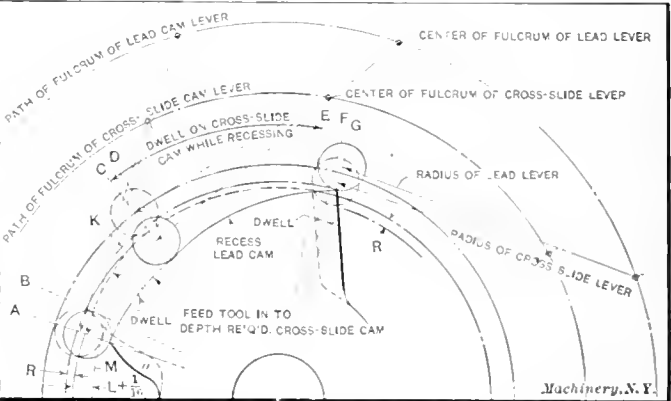 PATH OF FULCRUM OF LEAD CAM LEVER
CENTER OF FULCRUM OF LEAD LEVER
PATH OF FULCRUM OF CROSS-SLIDE CAM LEVER
CENTER OF FULCRUM OF CROSS-SLIDE LEVER
DWELL ON CROSS-SLIDE
CAM WHILE RECESSING
E F G
C D
RADIUS OF LEAD LEVER
K
DWELL
RECESS
LEAD CAM
R
RADIUS OF CROSS SLIDE LEVER
B
A
DWELL
FEED TOOL IN TO
DEPTH RE'Q'D. CROSS-SLIDE CAM
R
M
L + 1/16"
Machinery, N.Y.